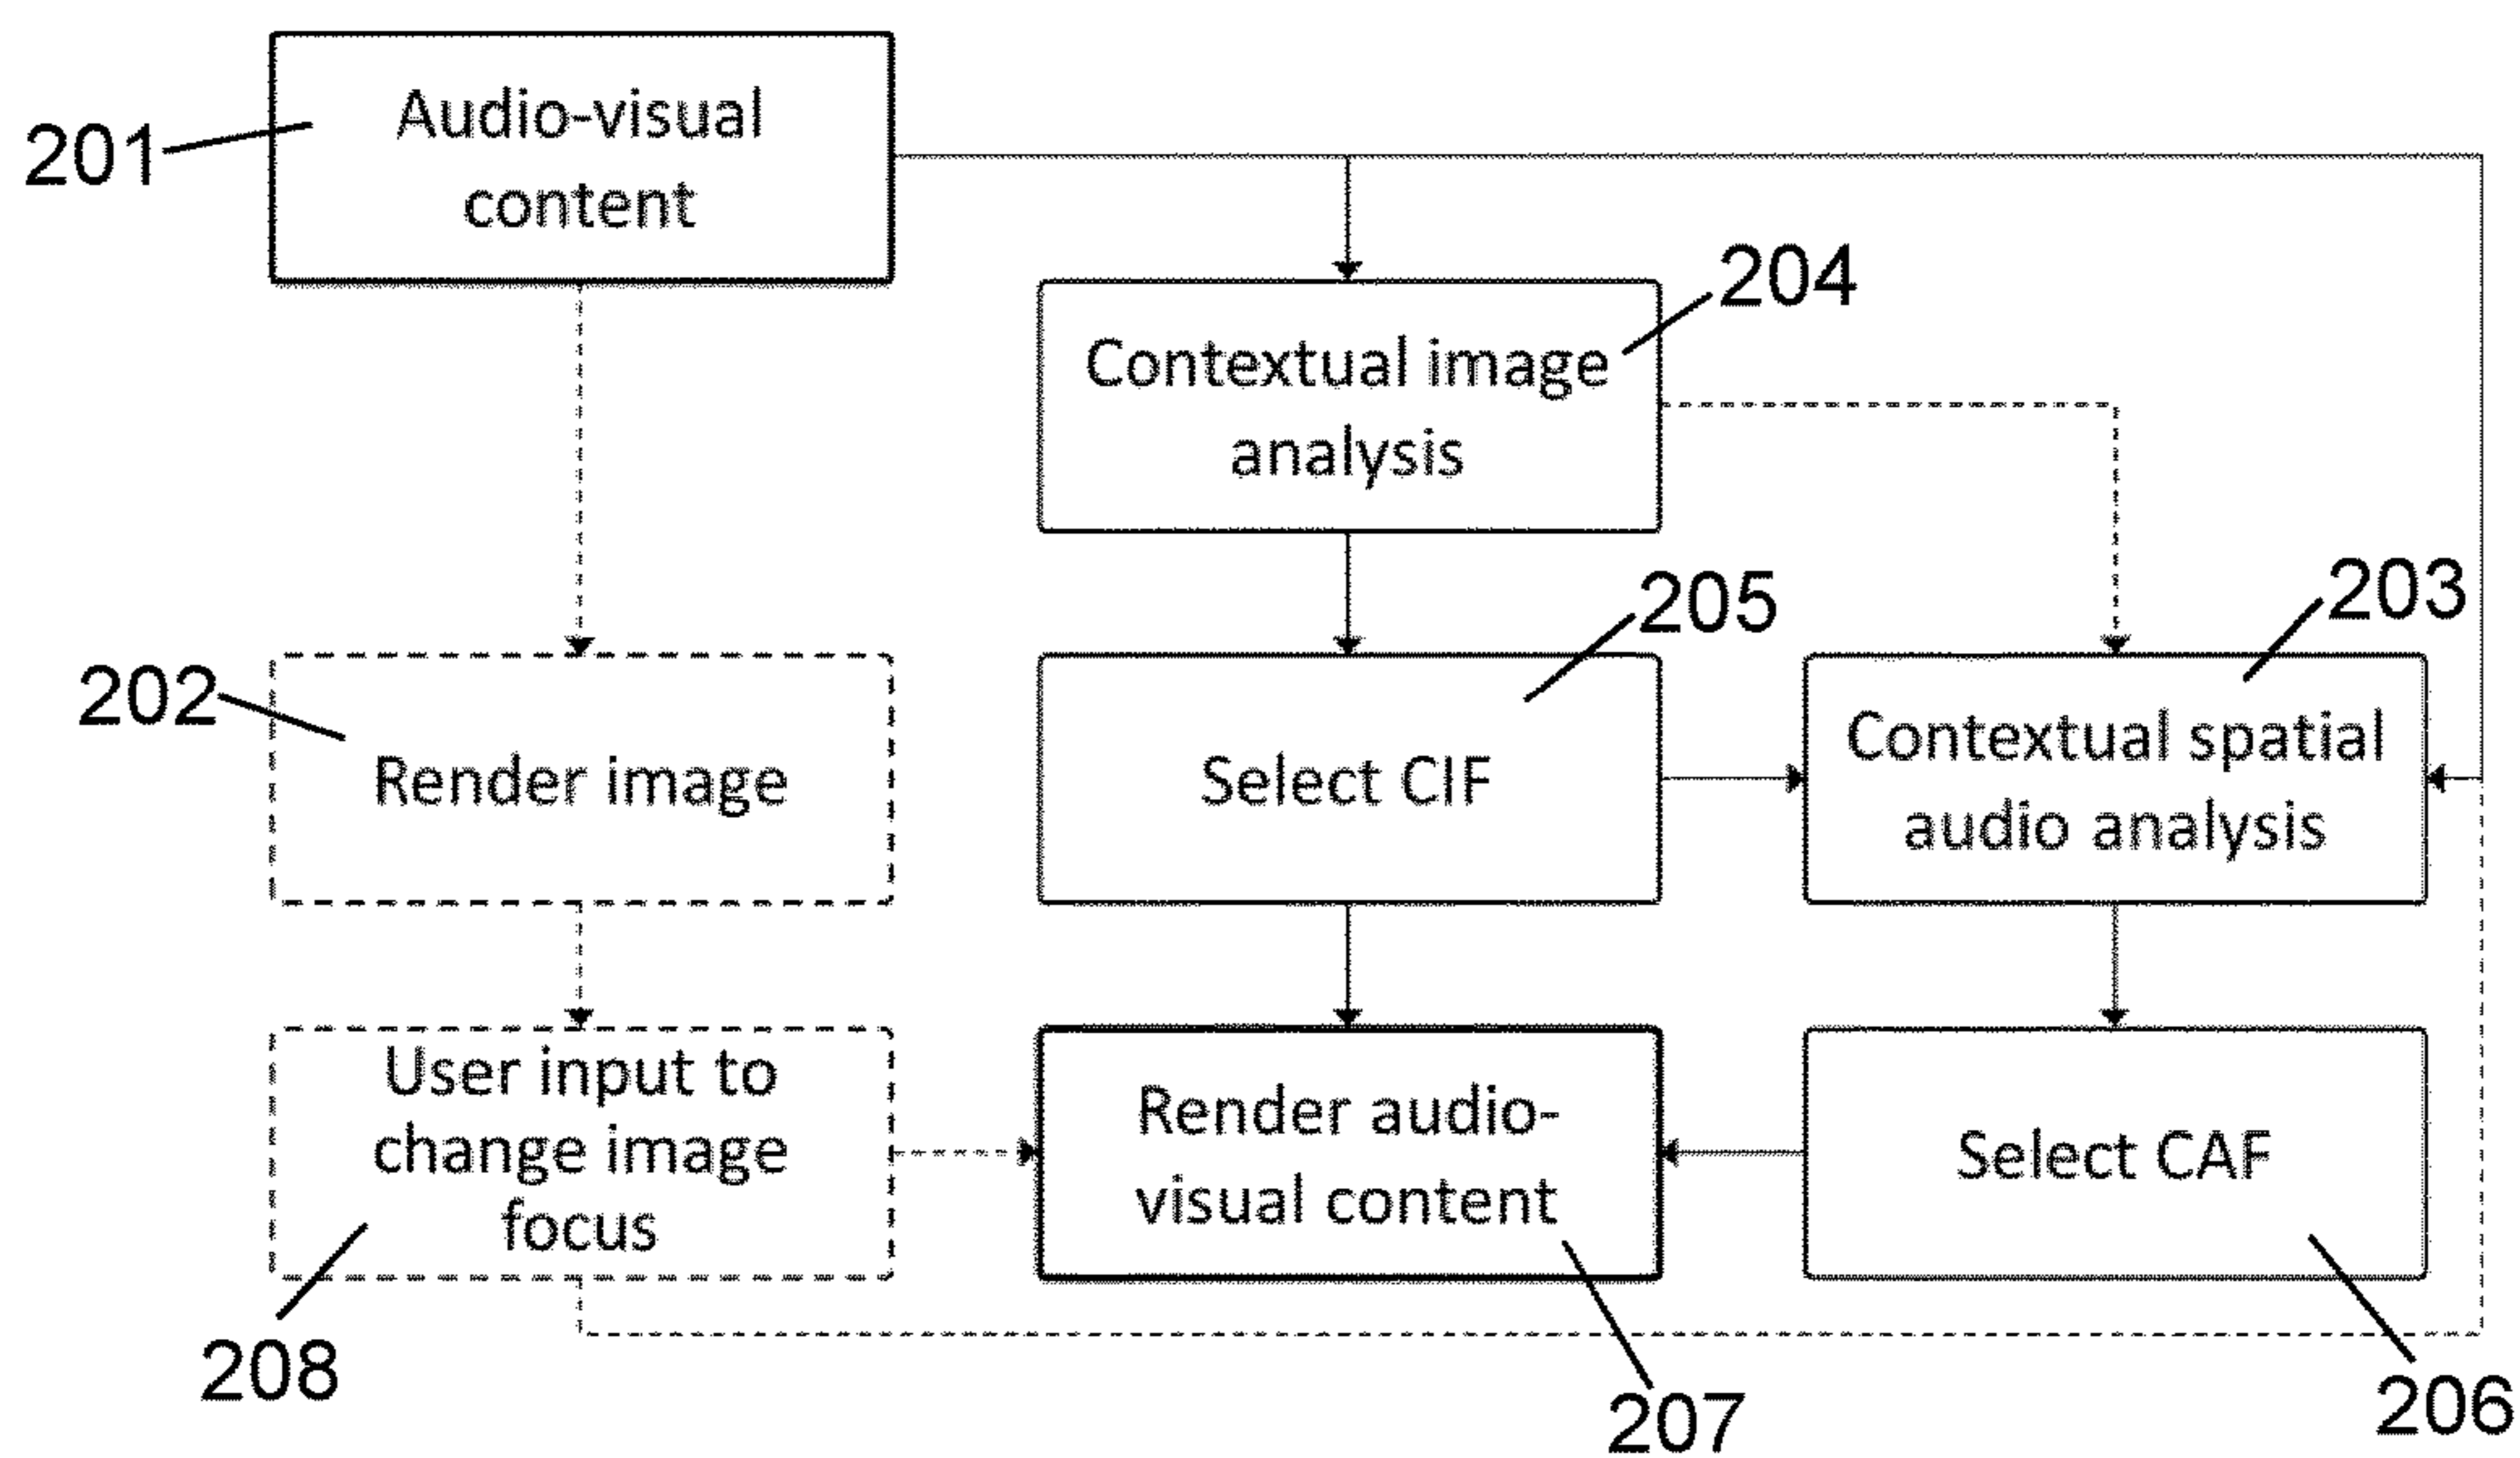 201
Audio-visual
content
204
Contextual image
analysis
202
Render image
205
Select CIF
203
Contextual spatial
audio analysis
208
User input to
change image
focus
207
Render audio-
visual content
206
Select CAF